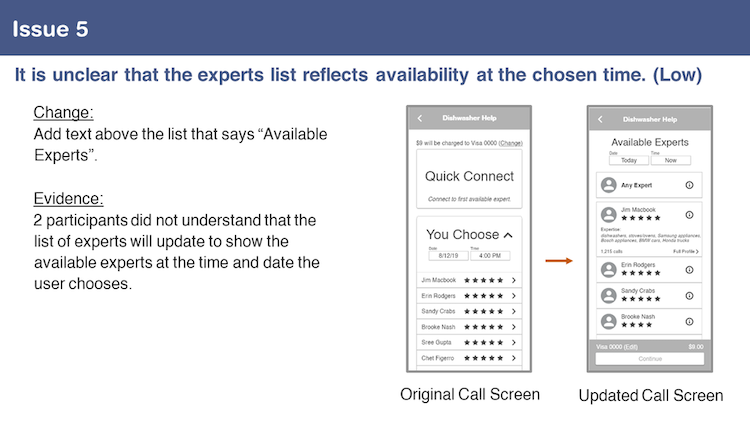 Issue 5
It is unclear that the experts list reflects availability at the chosen time. (Low)
Change:
Add text above the list that says “Available
Experts”.
Evidence:
2 participants did not understand that the
list of experts will update to show the
available experts at the time and date the
user chooses.
Dishwasher Help
$9 will be charged to Visa 0000 (Change)
Quick Connect
Connect to first available expert.
You Choose
Date Time
8/12/19 4:00 PM
Jim Macbook
Erin Rodgers
Sandy Crabs
Brooke Nash
Sree Gupta
Chet Figerro
Original Call Screen
Dishwasher Help
Available Experts
Date Time
Today Now
Any Expert
Jim Macbook
Expertise:
dishwashers, stoves/ovens, Samsung appliances,
Bosch appliances, BMW cars, Honda trucks
1,215 calls Full Profile
Erin Rodgers
Sandy Crabs
Brooke Nash
Visa 0000 (Edit) $9.00
Continue
Updated Call Screen